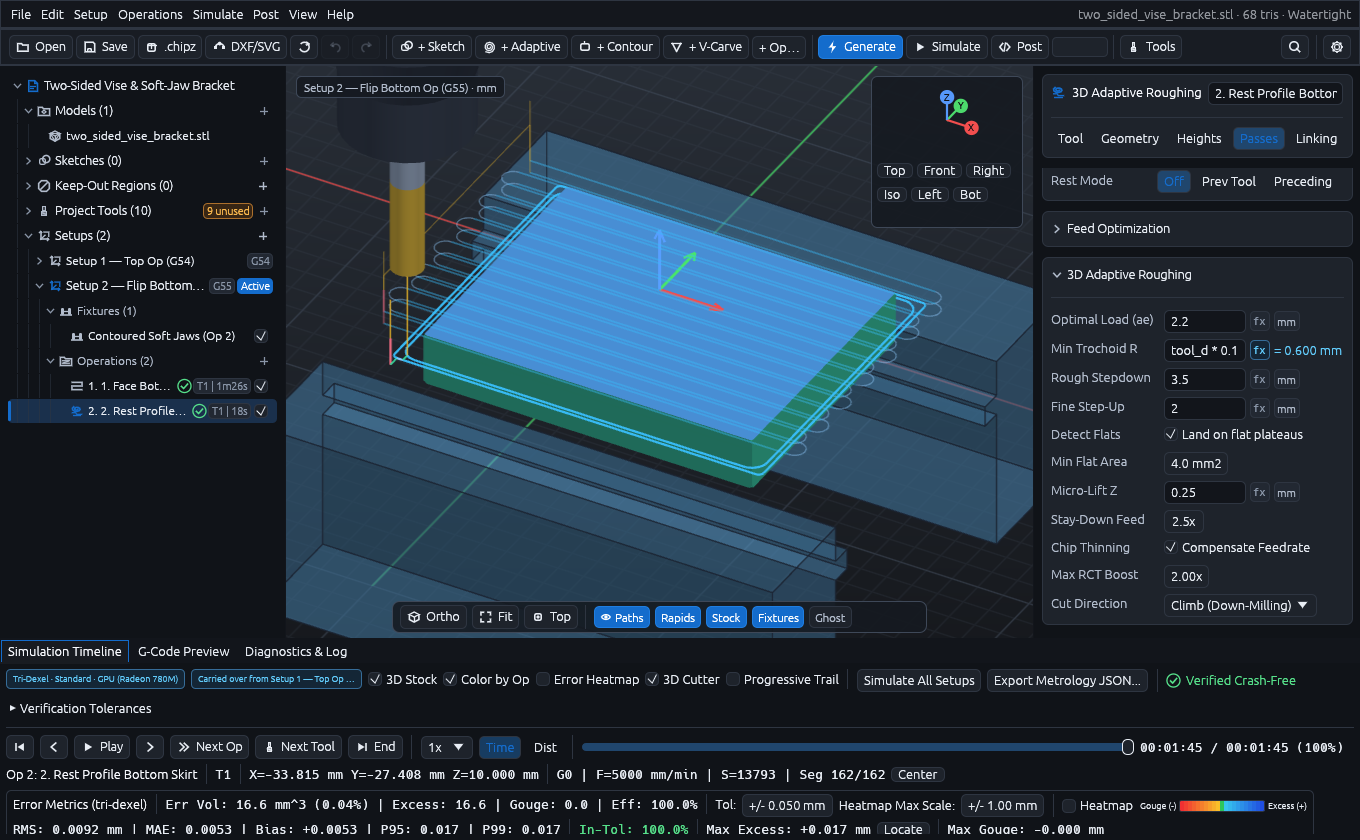 File Edit Setup Operations Simulate Post View Help
two_sided_vise_bracket.stl · 68 tris · Watertight
Open Save .chipz DXF/SVG + Sketch + Adaptive + Contour + V-Carve + Op... Generate Simulate Post Tools
Two-Sided Vise & Soft-Jaw Bracket
Models (1) +
two_sided_vise_bracket.stl
Sketches (0) +
Keep-Out Regions (0) +
Project Tools (10) 9 unused +
Setups (2) +
Setup 1 — Top Op (G54) G54
Setup 2 — Flip Bottom... G55 Active
Fixtures (1)
Contoured Soft Jaws (Op 2)
Operations (2) +
1. 1. Face Bot... T1 | 1m26s
2. 2. Rest Profile... T1 | 18s
Setup 2 — Flip Bottom Op (G55) · mm
Z Y X
Top Front Right
Iso Left Bot
Ortho Fit Top Paths Rapids Stock Fixtures Ghost
3D Adaptive Roughing 2. Rest Profile Bottor
Tool Geometry Heights Passes Linking
Rest Mode Off Prev Tool Preceding
Feed Optimization
3D Adaptive Roughing
Optimal Load (ae) 2.2 fx mm
Min Trochoid R tool_d * 0.1 fx = 0.600 mm
Rough Stepdown 3.5 fx mm
Fine Step-Up 2 fx mm
Detect Flats Land on flat plateaus
Min Flat Area 4.0 mm2
Micro-Lift Z 0.25 fx mm
Stay-Down Feed 2.5x
Chip Thinning Compensate Feedrate
Max RCT Boost 2.00x
Cut Direction Climb (Down-Milling)
Simulation Timeline G-Code Preview Diagnostics & Log
Tri-Dexel · Standard · GPU (Radeon 780M) Carried over from Setup 1 — Top Op ... 3D Stock Color by Op Error Heatmap 3D Cutter Progressive Trail Simulate All Setups Export Metrology JSON... Verified Crash-Free
Verification Tolerances
Play Next Op Next Tool End 1x Time Dist 00:01:45 / 00:01:45 (100%)
Op 2: 2. Rest Profile Bottom Skirt | T1 | X=-33.815 mm Y=-27.408 mm Z=10.000 mm | G0 | F=5000 mm/min | S=13793 | Seg 162/162 Center
Error Metrics (tri-dexel) | Err Vol: 16.6 mm^3 (0.04%) | Excess: 16.6 | Gouge: 0.0 | Eff: 100.0% | Tol: +/- 0.050 mm Heatmap Max Scale: +/- 1.00 mm | Heatmap Gouge (-) Excess (+)
RMS: 0.0092 mm | MAE: 0.0053 | Bias: +0.0053 | P95: 0.017 | P99: 0.017 | In-Tol: 100.0% | Max Excess: +0.017 mm Locate | Max Gouge: -0.000 mm